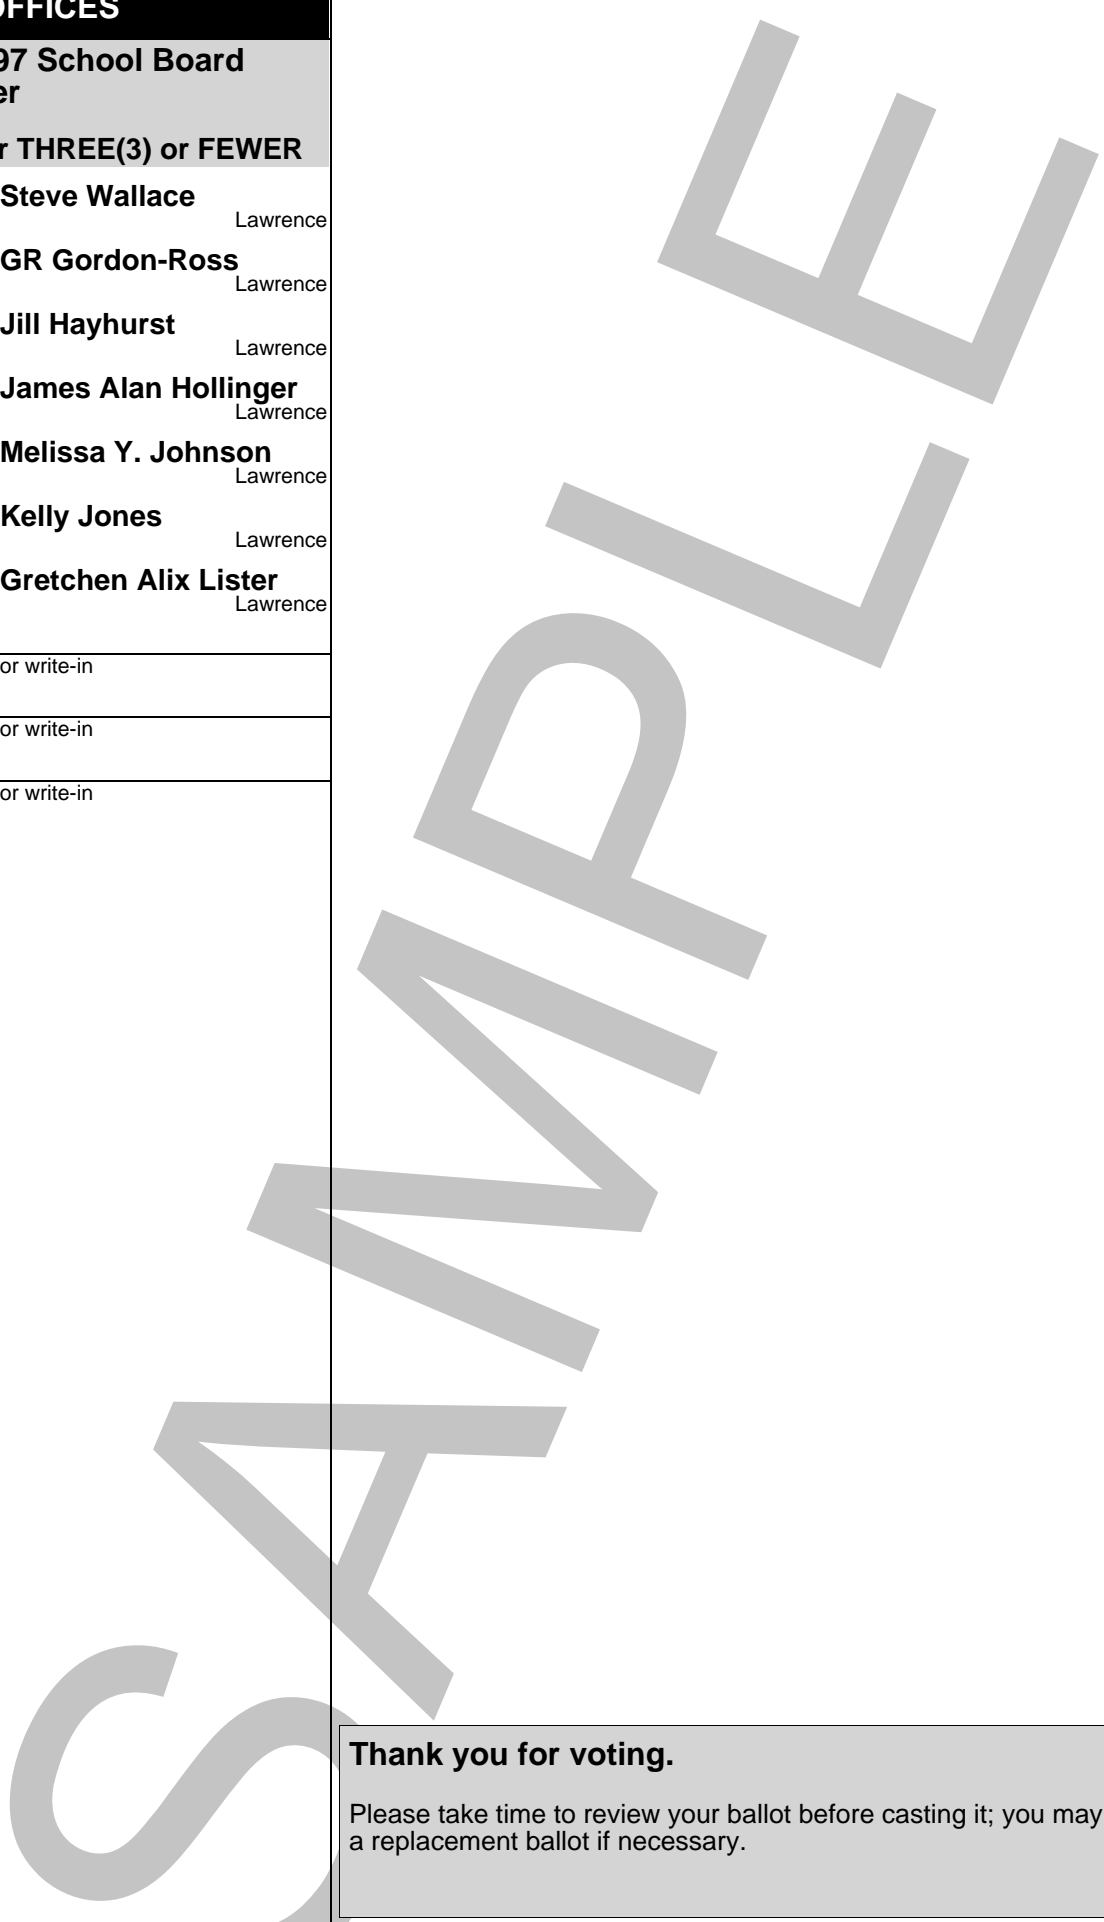 OFFICES
97 School Board
er
r THREE(3) or FEWER
Steve Wallace
Lawrence
GR Gordon-Ross
Lawrence
Jill Hayhurst
Lawrence
James Alan Hollinger
Lawrence
Melissa Y. Johnson
Lawrence
Kelly Jones
Lawrence
Gretchen Alix Lister
Lawrence
or write-in
or write-in
or write-in
SAMPLE
Thank you for voting.
Please take time to review your ballot before casting it; you may
a replacement ballot if necessary.